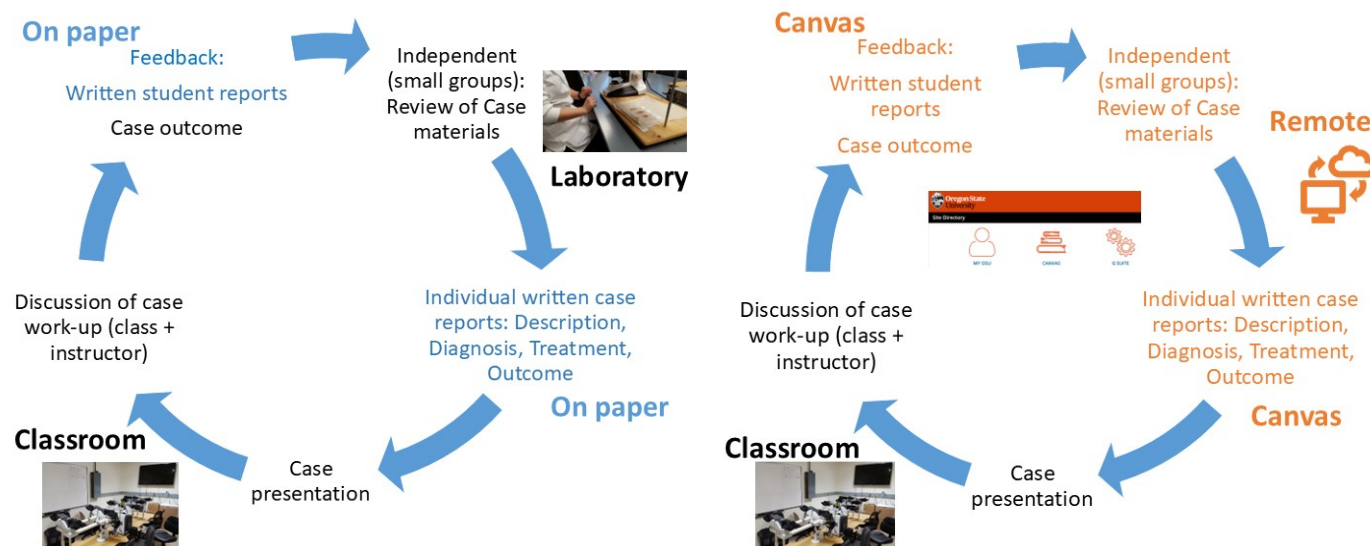 On paper
Feedback:
Written student reports
Case outcome
Independent
(small groups):
Review of Case
materials
Laboratory
Individual written case
reports: Description,
Diagnosis, Treatment,
Outcome
On paper
Case
presentation
Classroom
Discussion of case
work-up (class +
instructor)
Canvas
Feedback:
Written student
reports
Case outcome
Independent
(small groups):
Review of Case
materials
Remote
Oregon State
University
Site Directory
MY OSU
CANVAS
G SUITE
Individual written case
reports: Description,
Diagnosis, Treatment,
Outcome
Canvas
Case
presentation
Classroom
Discussion of case
work-up (class +
instructor)